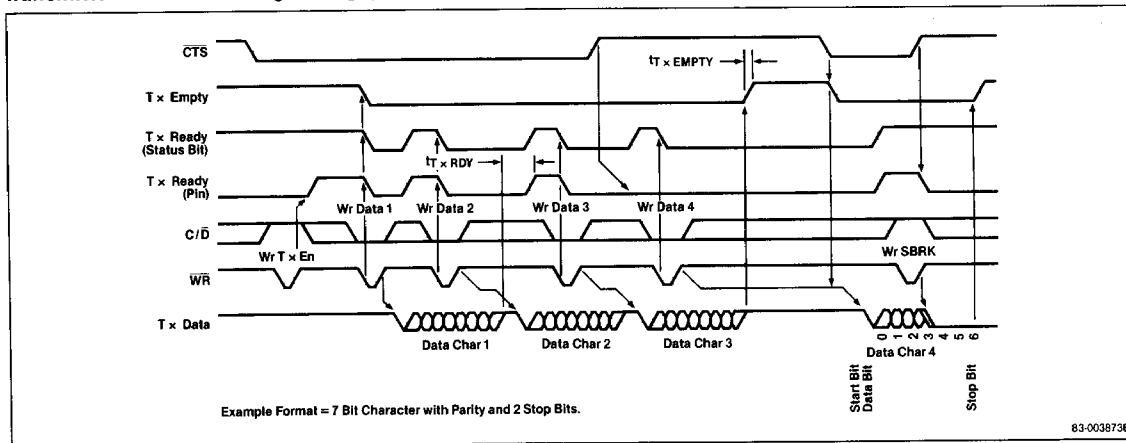 CTS
tT × EMPTY
T × Empty
T × Ready
(Status Bit)
tT × RDY
T × Ready
(Pin)
Wr Data 1 Wr Data 2 Wr Data 3 Wr Data 4
C/D
Wr T × En Wr SBRK
WR
T × Data
Data Char 1 Data Char 2 Data Char 3 Data Char 4
0 1 2 3 4 5 6
Start Bit
Data Bit
Stop Bit
Example Format = 7 Bit Character with Parity and 2 Stop Bits.